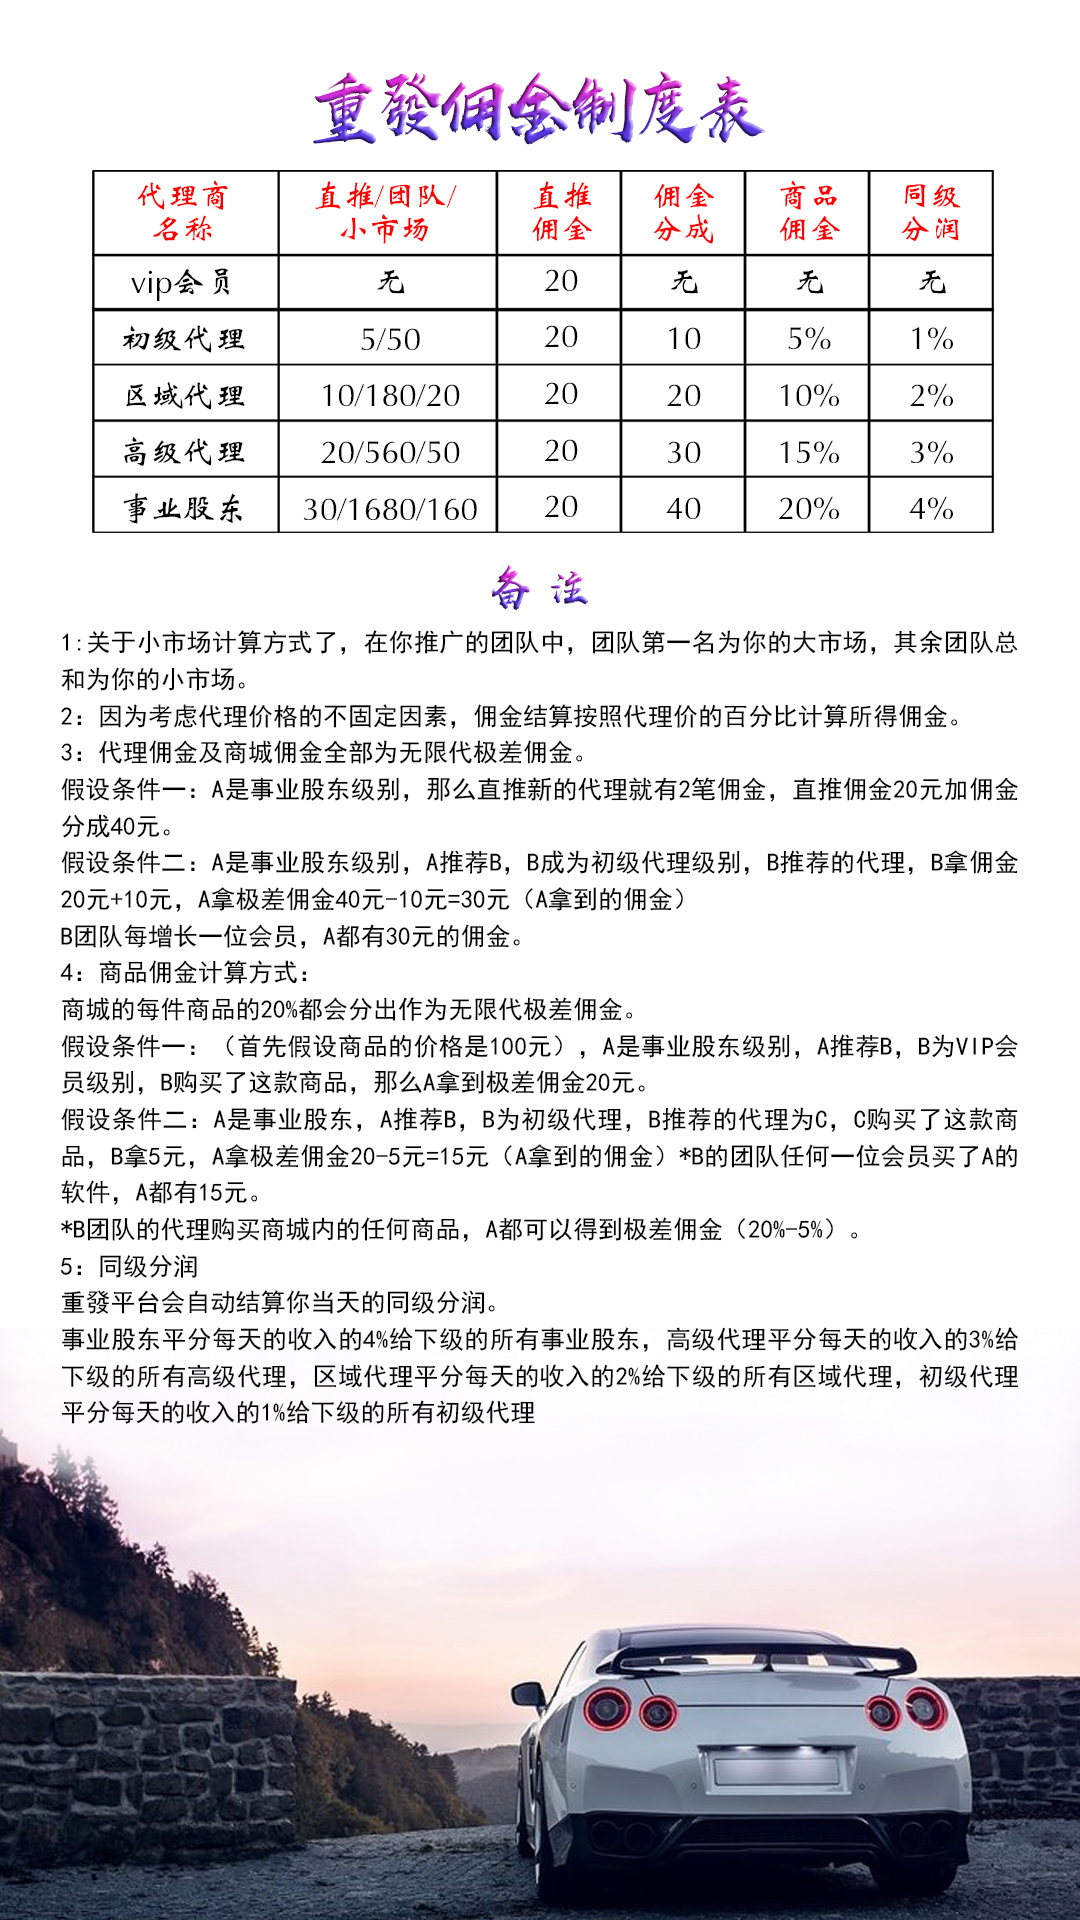 重發佣金制度表
代理商名称 直推/团队/小市场 直推佣金 佣金分成 商品佣金 同级分润
vip会员 无 20 无 无 无
初级代理 5/50 20 10 5% 1%
区域代理 10/180/20 20 20 10% 2%
高级代理 20/560/50 20 30 15% 3%
事业股东 30/1680/160 20 40 20% 4%
备 注
1:关于小市场计算方式了，在你推广的团队中，团队第一名为你的大市场，其余团队总
和为你的小市场。
2：因为考虑代理价格的不固定因素，佣金结算按照代理价的百分比计算所得佣金。
3：代理佣金及商城佣金全部为无限代极差佣金。
假设条件一：A是事业股东级别，那么直推新的代理就有2笔佣金，直推佣金20元加佣金
分成40元。
假设条件二：A是事业股东级别，A推荐B，B成为初级代理级别，B推荐的代理，B拿佣金
20元+10元，A拿极差佣金40元-10元=30元（A拿到的佣金）
B团队每增长一位会员，A都有30元的佣金。
4：商品佣金计算方式：
商城的每件商品的20%都会分出作为无限代极差佣金。
假设条件一：（首先假设商品的价格是100元），A是事业股东级别，A推荐B，B为VIP会
员级别，B购买了这款商品，那么A拿到极差佣金20元。
假设条件二：A是事业股东，A推荐B，B为初级代理，B推荐的代理为C，C购买了这款商
品，B拿5元，A拿极差佣金20-5元=15元（A拿到的佣金）*B的团队任何一位会员买了A的
软件，A都有15元。
*B团队的代理购买商城内的任何商品，A都可以得到极差佣金（20%-5%）。
5：同级分润
重發平台会自动结算你当天的同级分润。
事业股东平分每天的收入的4%给下级的所有事业股东，高级代理平分每天的收入的3%给
下级的所有高级代理，区域代理平分每天的收入的2%给下级的所有区域代理，初级代理
平分每天的收入的1%给下级的所有初级代理